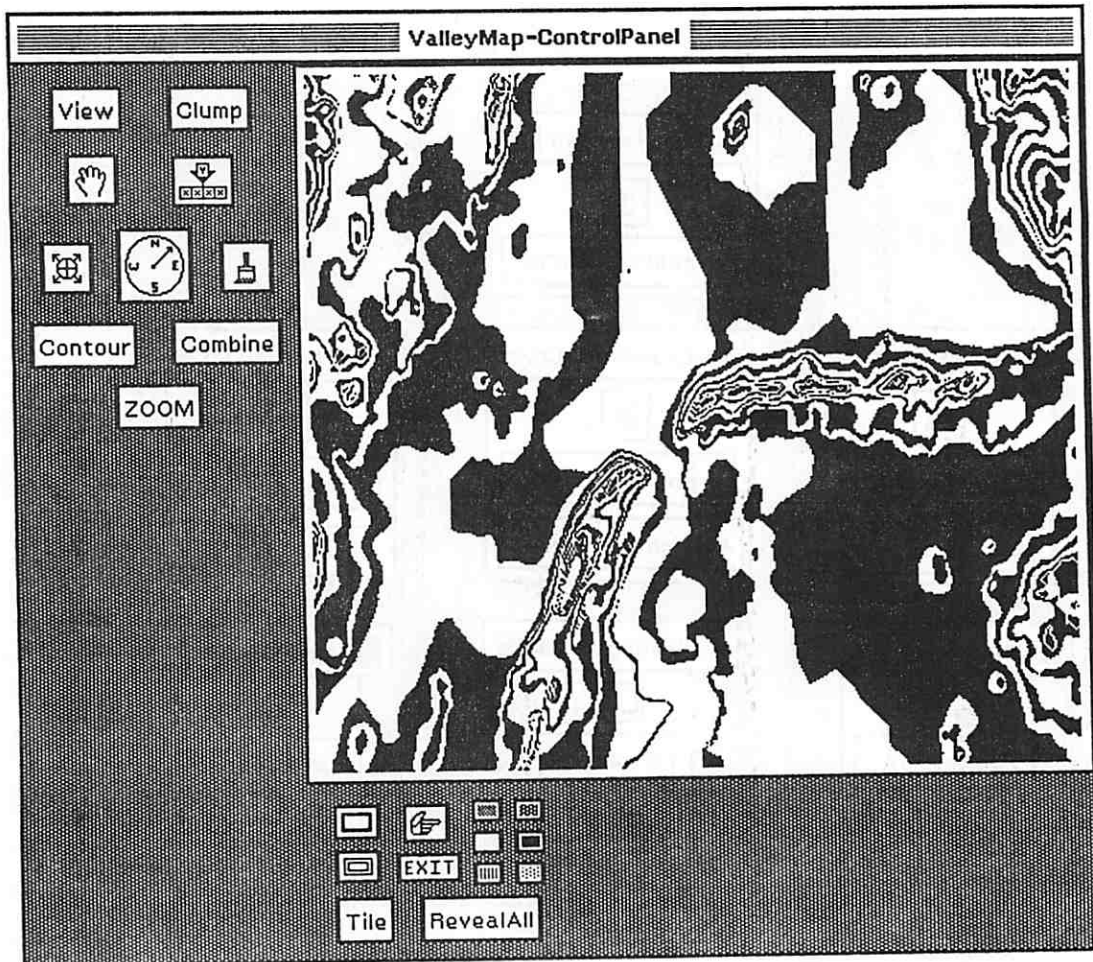 ValleyMap-ControlPanel
View
Clump
Y
X X X X
N
W E
S
Contour
Combine
ZOOM
EXIT
Tile
RevealAll